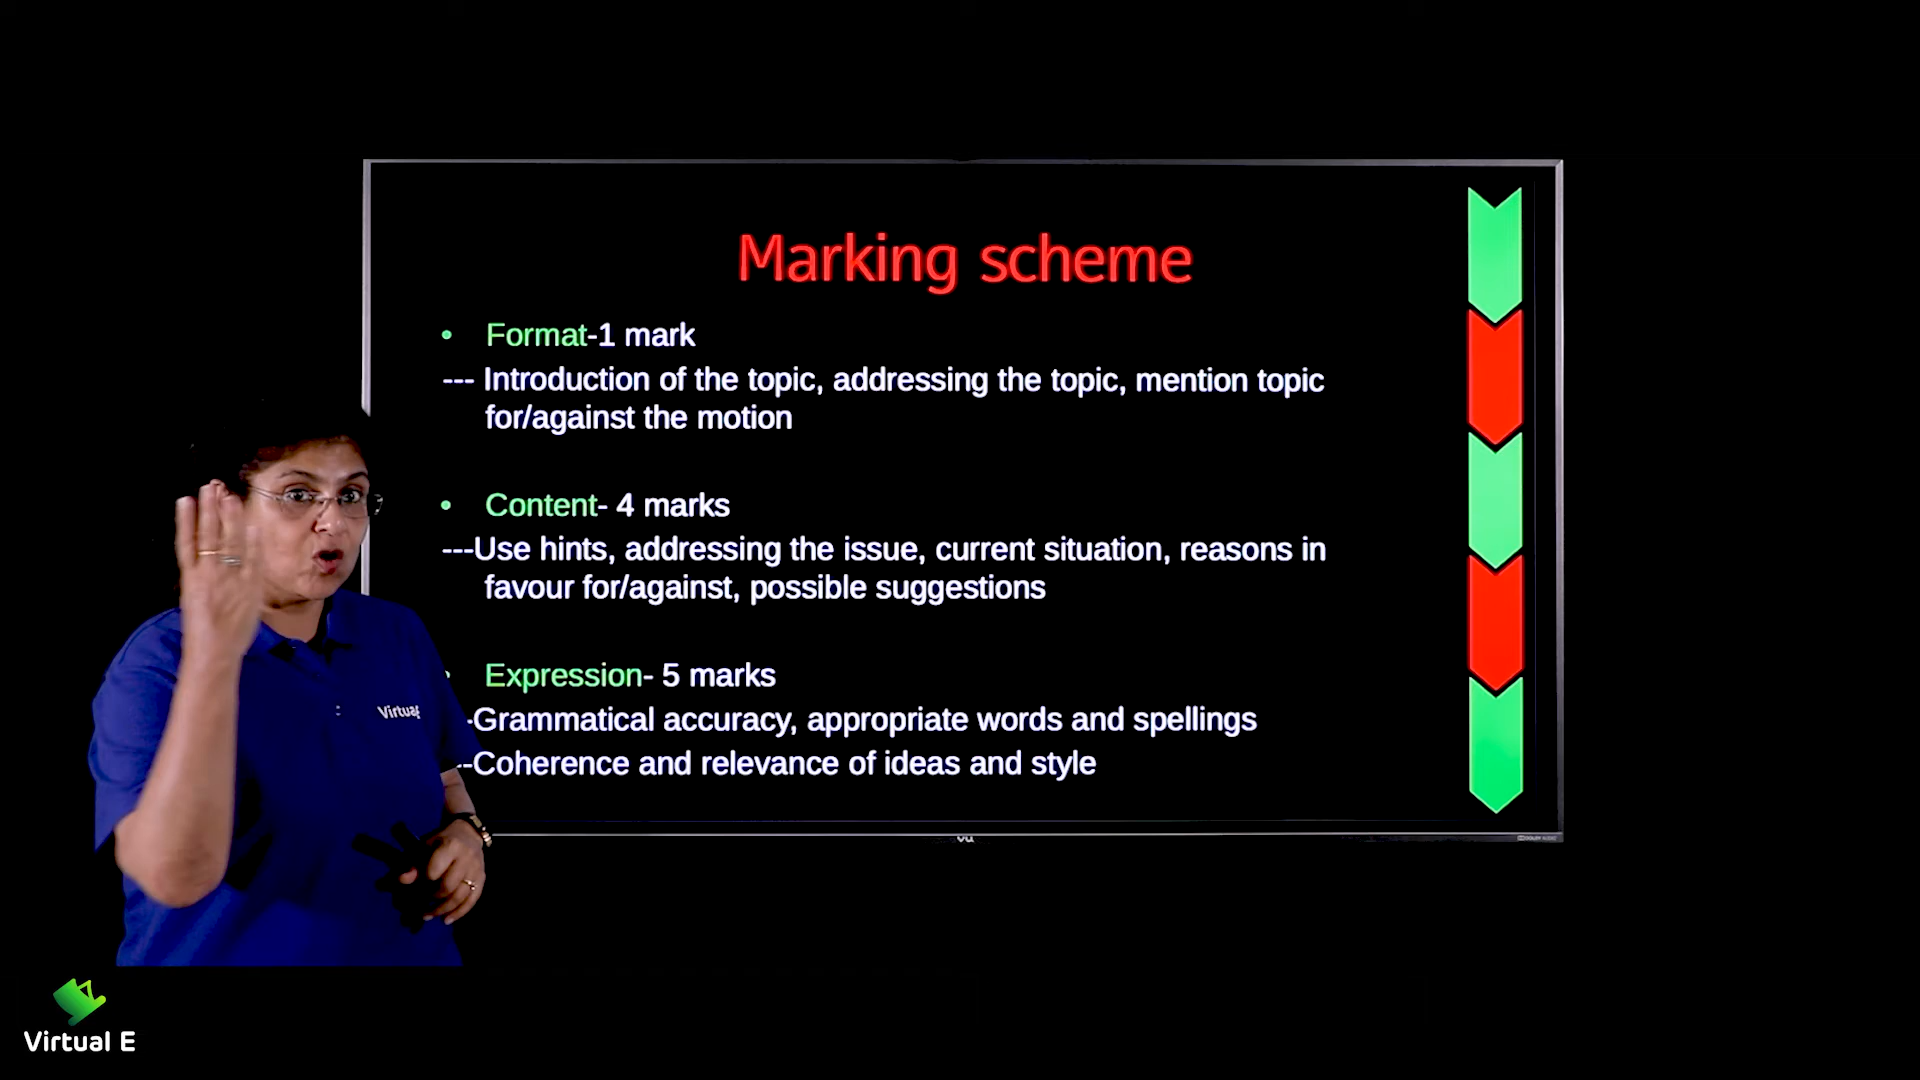 Marking scheme
• Format-1 mark
--- Introduction of the topic, addressing the topic, mention topic
for/against the motion
• Content- 4 marks
---Use hints, addressing the issue, current situation, reasons in
favour for/against, possible suggestions
Expression- 5 marks
-Grammatical accuracy, appropriate words and spellings
--Coherence and relevance of ideas and style
Virtual E